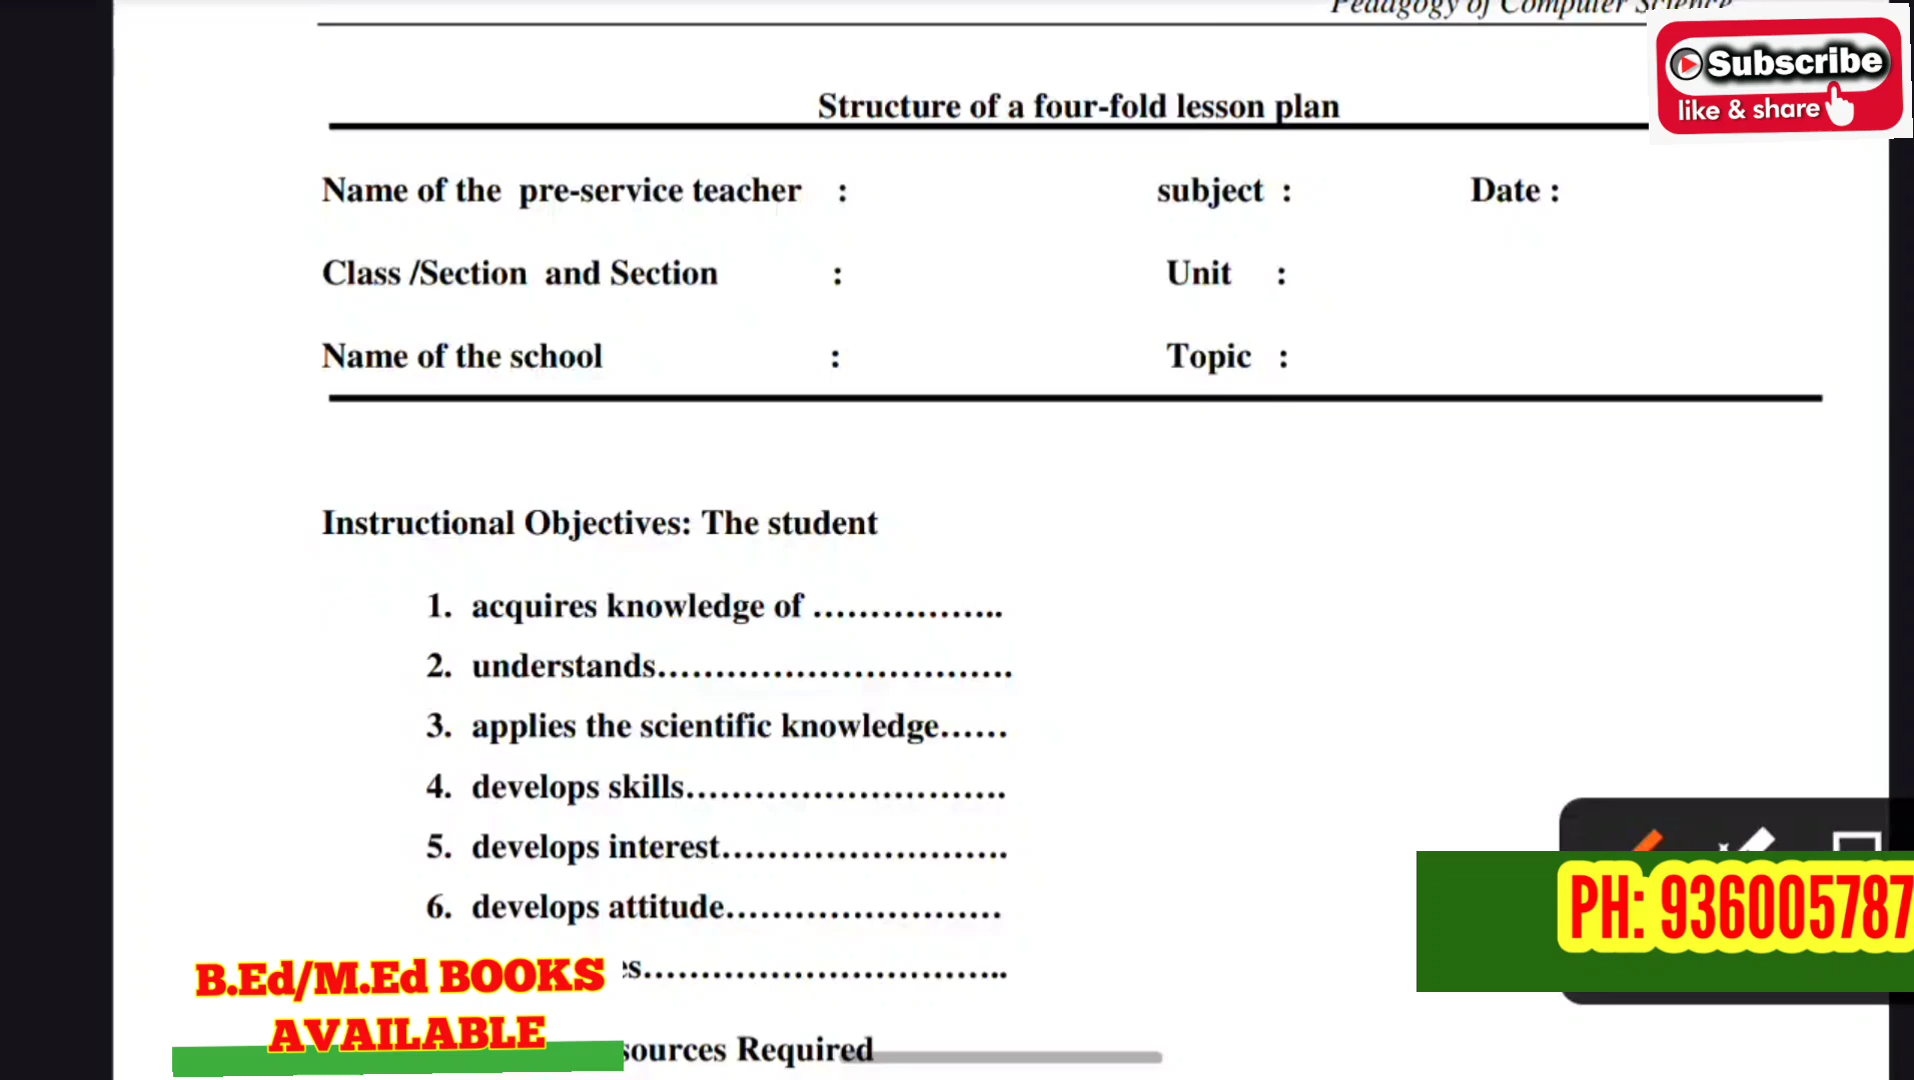 Pedagogy of Computer Science
Subscribe
like & share
Structure of a four-fold lesson plan
Name of the pre-service teacher : subject : Date :
Class /Section and Section : Unit :
Name of the school : Topic :
Instructional Objectives: The student
1. acquires knowledge of ……………..
2. understands………………………….
3. applies the scientific knowledge……
4. develops skills……………………….
5. develops interest…………………….
6. develops attitude……………………
B.Ed/M.Ed BOOKS
AVAILABLE
Required
PH: 936005787